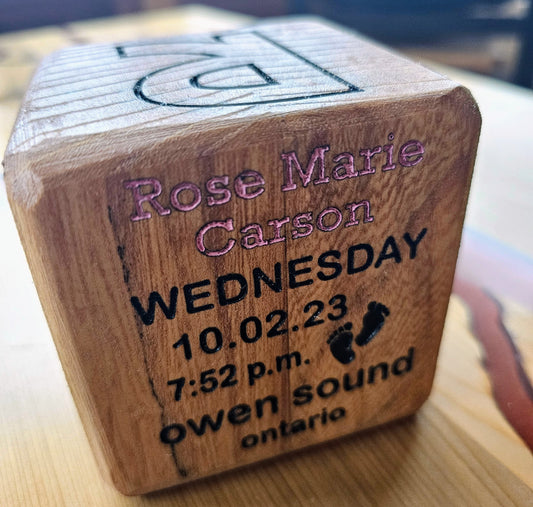 R
Rose Marie
Carson
WEDNESDAY
10.02.23
7:52 p.m.
owen sound
ontario